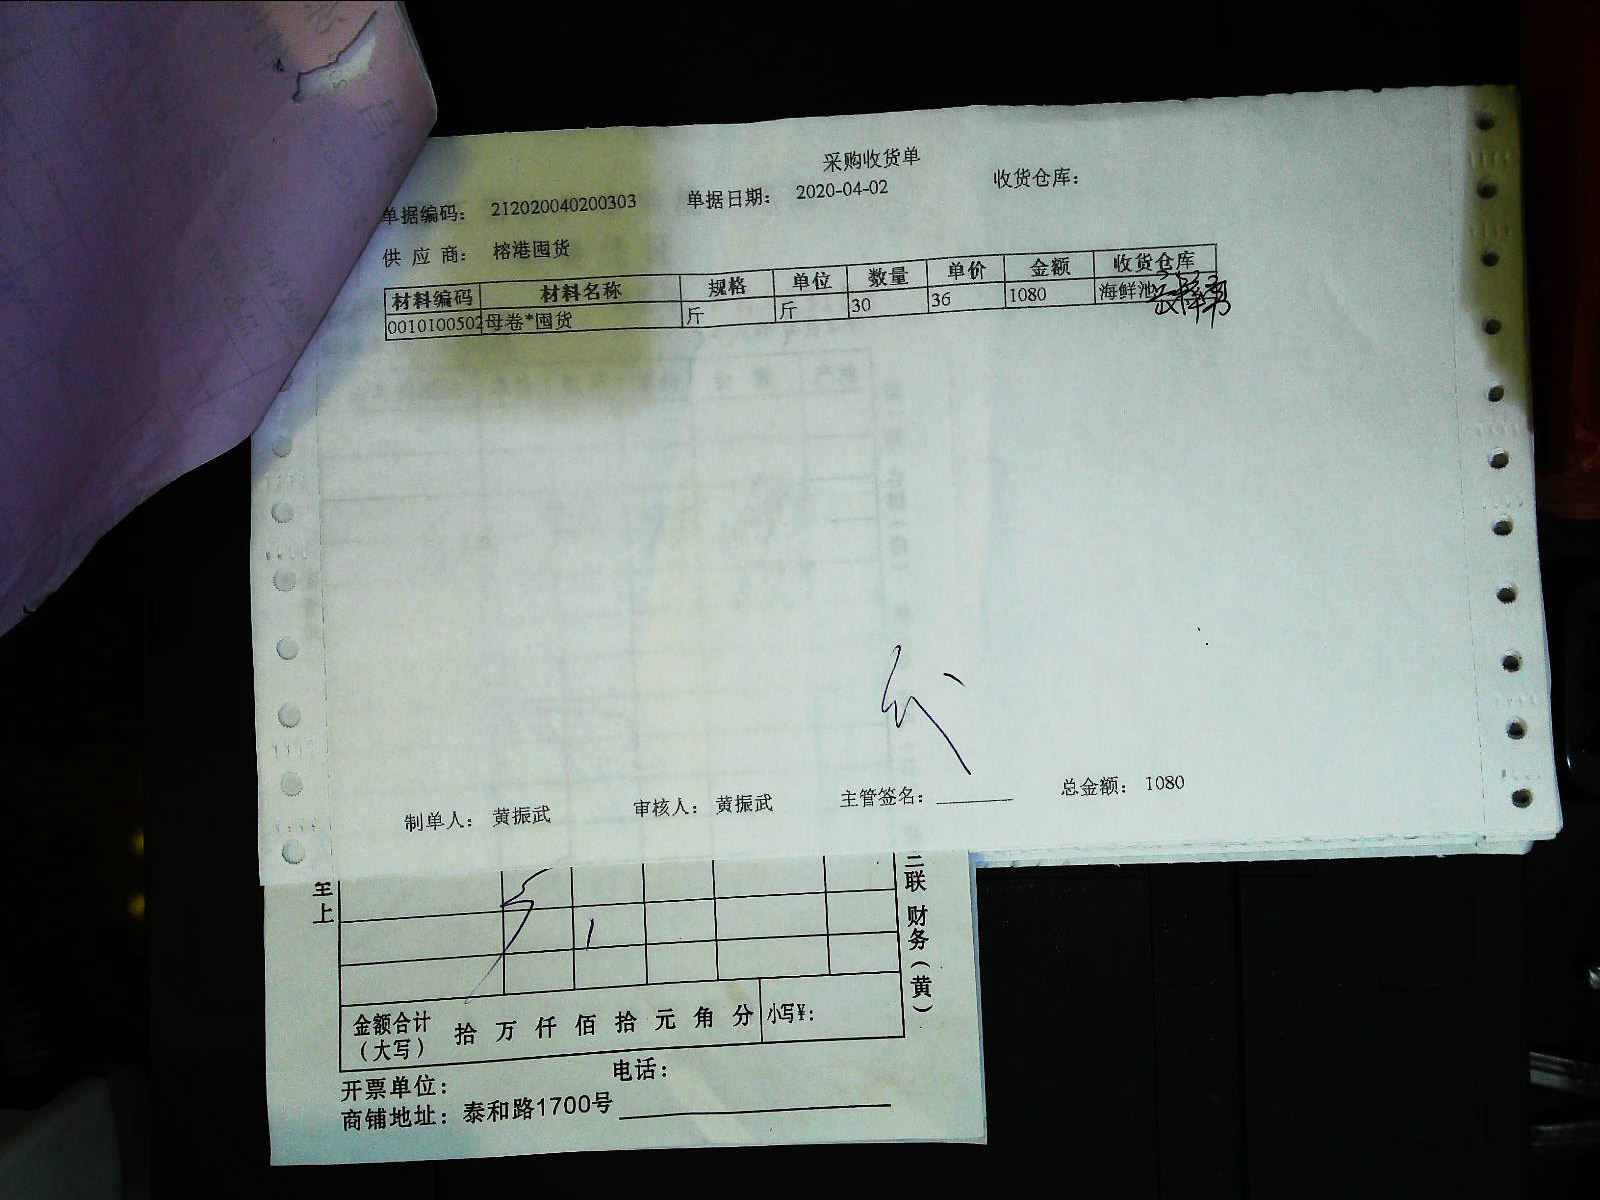 采购收货单
单据编码: 212020040200303 单据日期: 2020-04-02 收货仓库:
供 应 商: 榕港囤货
材料编码 材料名称 规格 单位 数量 单价 金额 收货仓库
0010100502 母卷*囤货 斤 斤 30 36 1080 海鲜池
制单人: 黄振武 审核人: 黄振武 主管签名: 总金额: 1080
至上
二联 财务(黄)
金额合计(大写) 拾 万 仟 佰 拾 元 角 分 小写¥:
开票单位: 电话:
商铺地址: 泰和路1700号